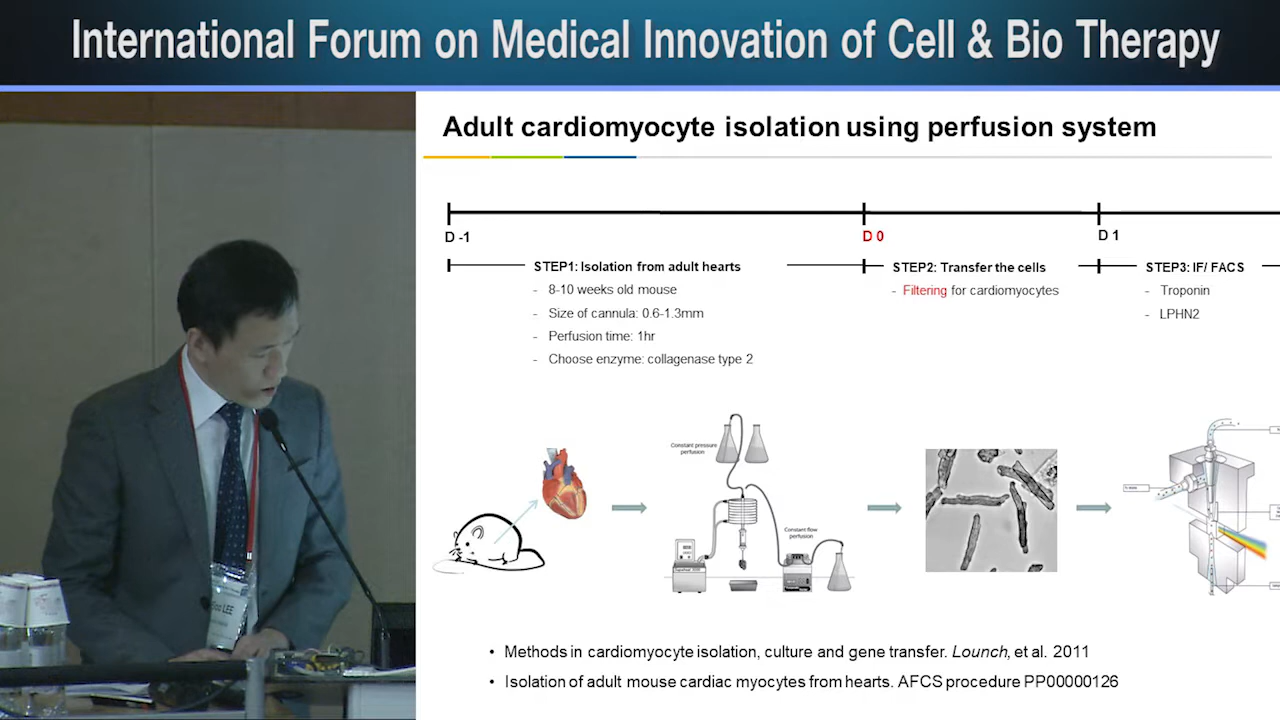 International Forum on Medical Innovation of Cell & Bio Therapy
Adult cardiomyocyte isolation using perfusion system
D -1
D 0
D 1
STEP1: Isolation from adult hearts
- 8-10 weeks old mouse
- Size of cannula: 0.6-1.3mm
- Perfusion time: 1hr
- Choose enzyme: collagenase type 2
STEP2: Transfer the cells
- Filtering for cardiomyocytes
STEP3: IF/ FACS
- Troponin
- LPHN2
Constant pressure
perfusion
Constant flow
perfusion
LEE
• Methods in cardiomyocyte isolation, culture and gene transfer. Lounch, et al. 2011
• Isolation of adult mouse cardiac myocytes from hearts. AFCS procedure PP00000126